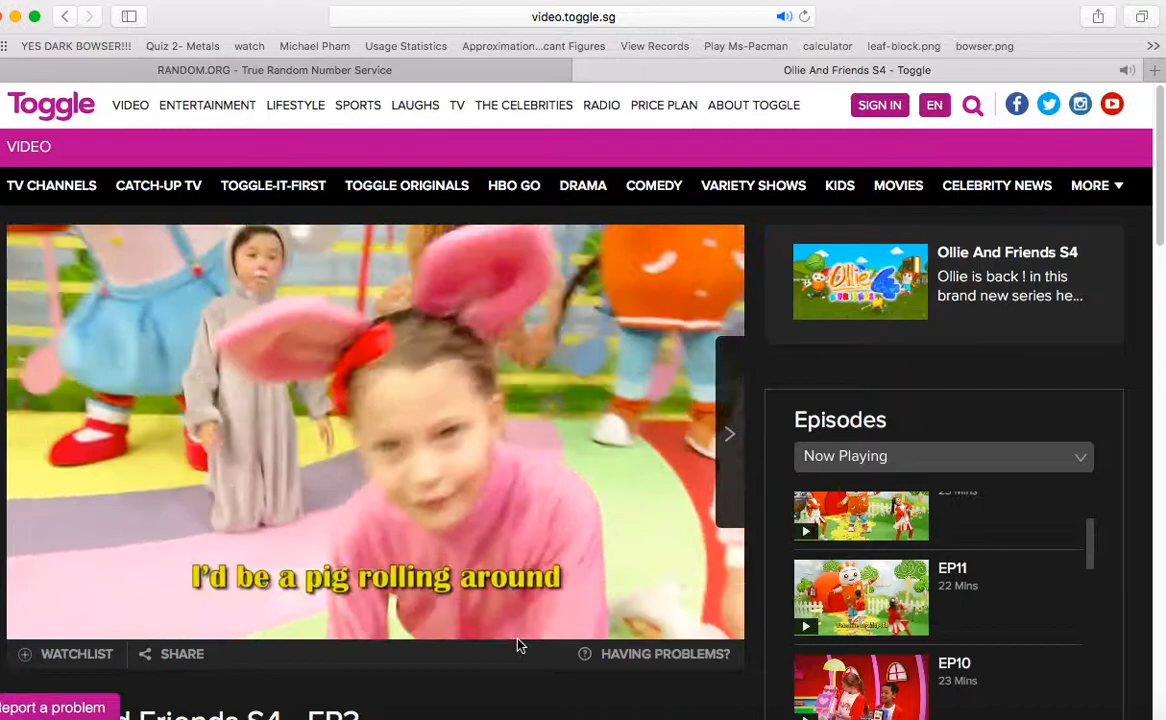 video.toggle.sg
YES DARK BOWSER!!! Quiz 2- Metals watch Michael Pham Usage Statistics Approximation...cant Figures View Records Play Ms-Pacman calculator leaf-block.png bowser.png >>
RANDOM.ORG - True Random Number Service
Ollie And Friends S4 - Toggle
Toggle VIDEO ENTERTAINMENT LIFESTYLE SPORTS LAUGHS TV THE CELEBRITIES RADIO PRICE PLAN ABOUT TOGGLE SIGN IN EN
VIDEO
TV CHANNELS CATCH-UP TV TOGGLE-IT-FIRST TOGGLE ORIGINALS HBO GO DRAMA COMEDY VARIETY SHOWS KIDS MOVIES CELEBRITY NEWS MORE
Ollie And Friends S4
Ollie is back ! in this
brand new series he...
Episodes
Now Playing
23 Mins
EP11
22 Mins
EP10
23 Mins
I'd be a pig rolling around
WATCHLIST SHARE HAVING PROBLEMS?
Report a problem
d Friends S4 - EP3